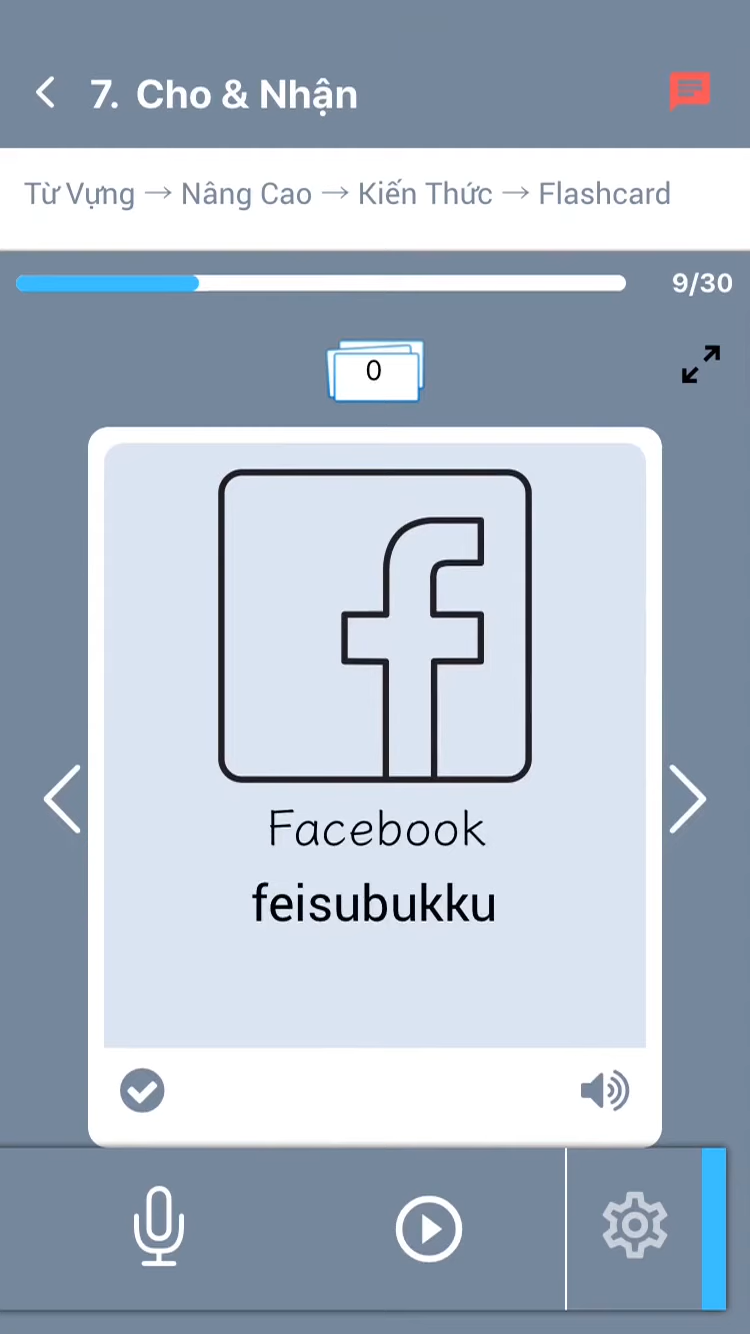 7. Cho & Nhận
Từ Vựng → Nâng Cao → Kiến Thức → Flashcard
9/30
0
Facebook
feisubukku